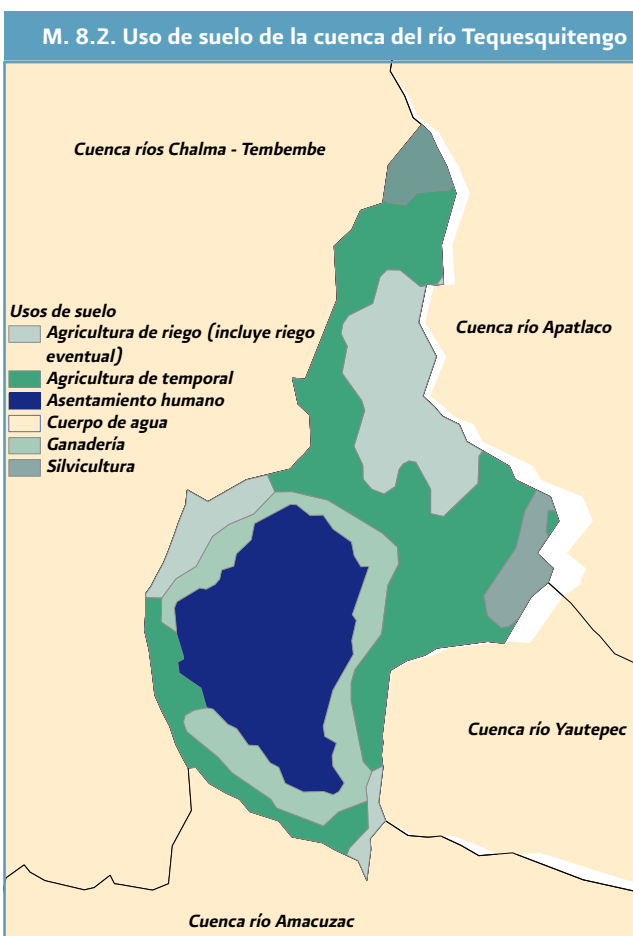 M. 8.2. Uso de suelo de la cuenca del río Tequesquitengo
Cuenca ríos Chalma - Tembembe
Usos de suelo
Agricultura de riego (incluye riego
eventual)
Agricultura de temporal
Asentamiento humano
Cuerpo de agua
Ganadería
Silvicultura
Cuenca río Apatlaco
Cuenca río Yautepec
Cuenca río Amacuzac